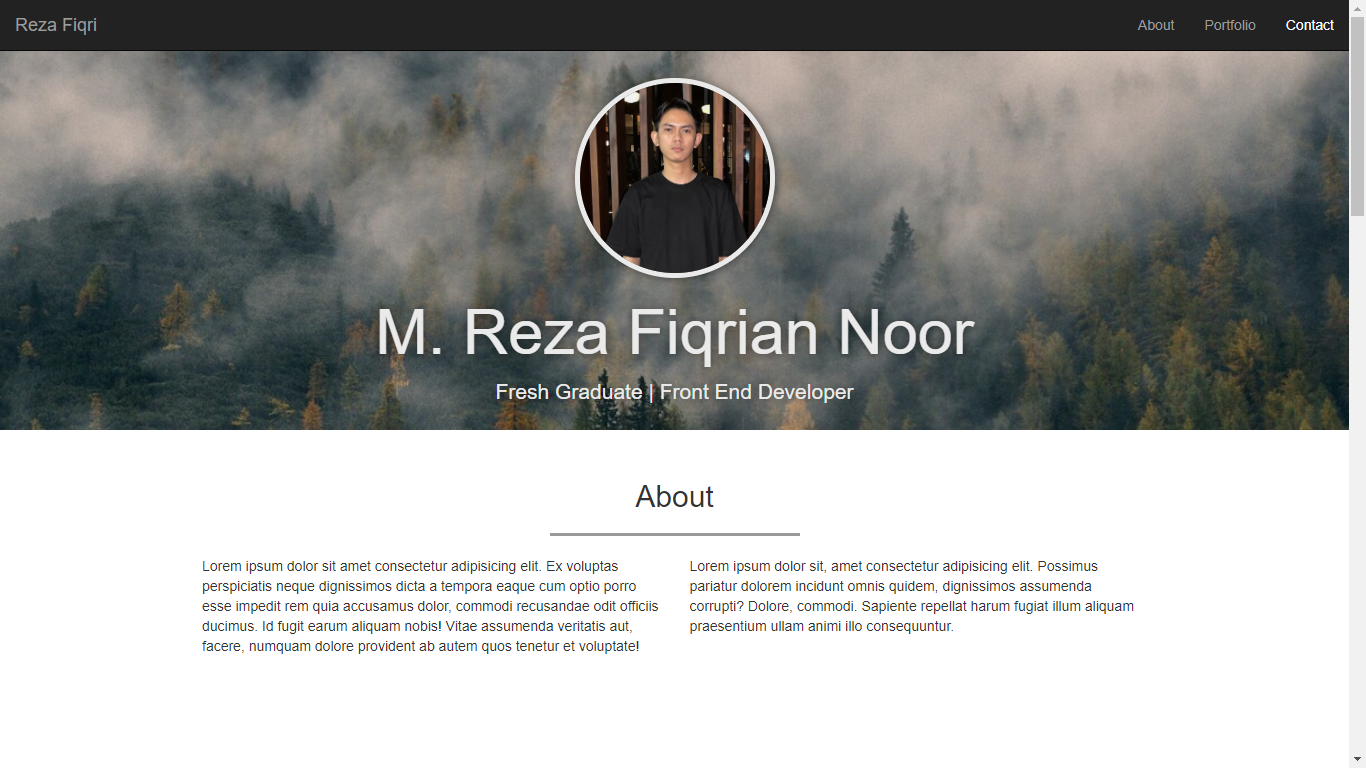 Reza Fiqri
About Portfolio Contact
M. Reza Fiqrian Noor
Fresh Graduate | Front End Developer
About
Lorem ipsum dolor sit amet consectetur adipisicing elit. Ex voluptas
perspiciatis neque dignissimos dicta a tempora eaque cum optio porro
esse impedit rem quia accusamus dolor, commodi recusandae odit officiis
ducimus. Id fugit earum aliquam nobis! Vitae assumenda veritatis aut,
facere, numquam dolore provident ab autem quos tenetur et voluptate!
Lorem ipsum dolor sit, amet consectetur adipisicing elit. Possimus
pariatur dolorem incidunt omnis quidem, dignissimos assumenda
corrupti? Dolore, commodi. Sapiente repellat harum fugiat illum aliquam
praesentium ullam animi illo consequuntur.